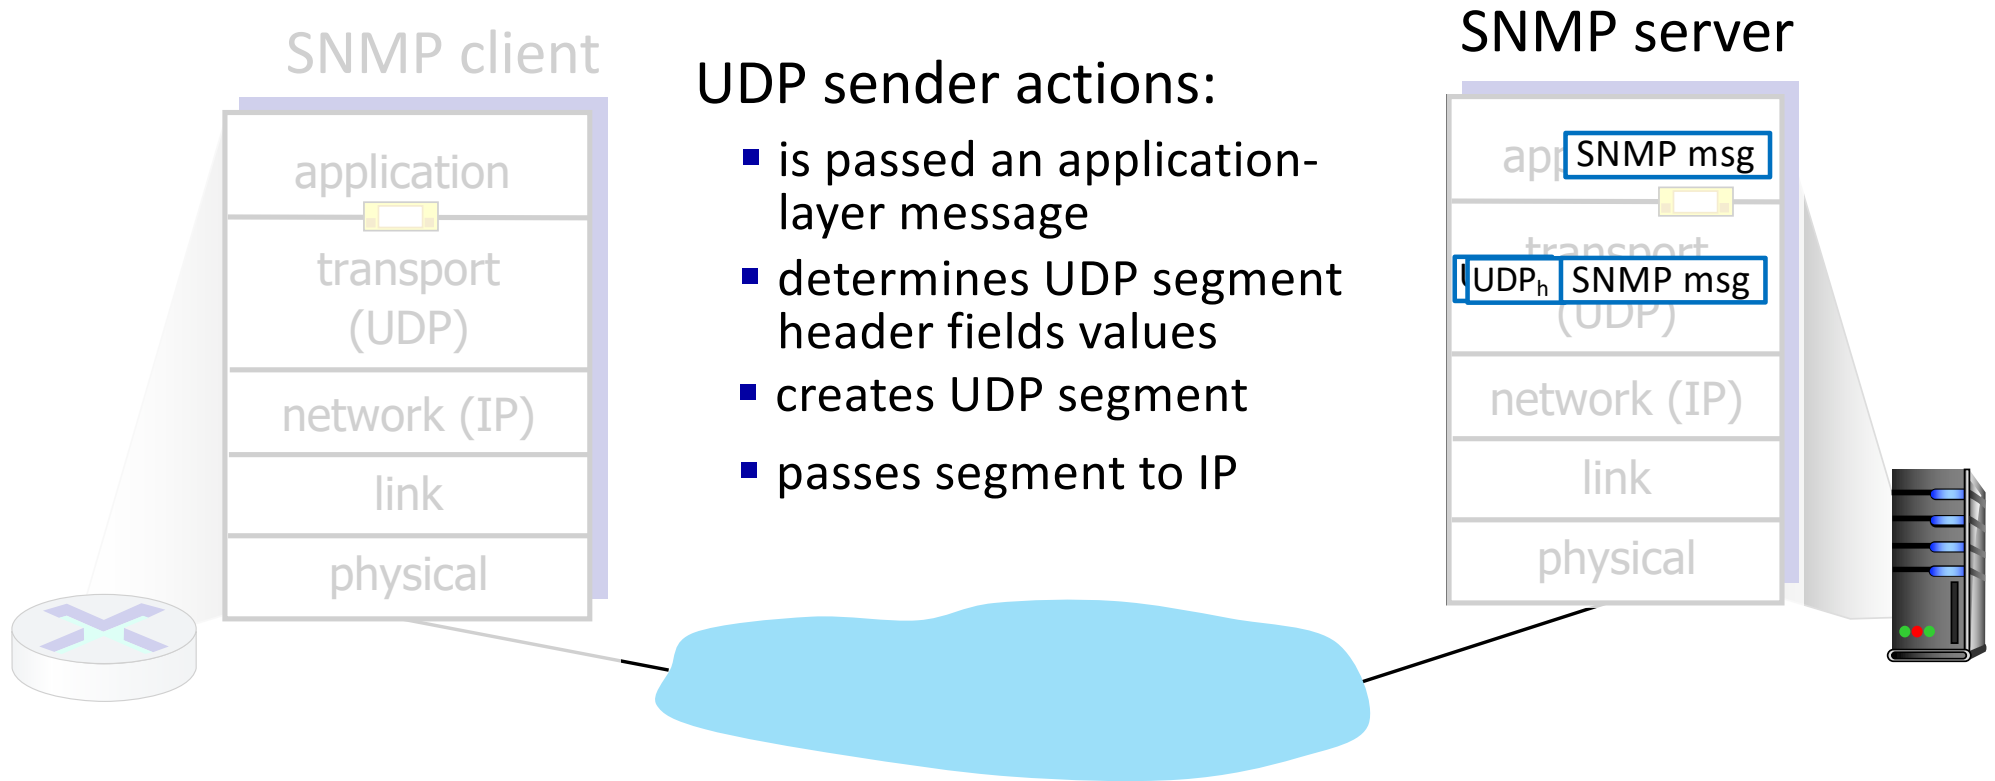 SNMP client
application
transport
(UDP)
network (IP)
link
physical
UDP sender actions:
is passed an application-
layer message
determines UDP segment
header fields values
creates UDP segment
passes segment to IP
SNMP server
SNMP msg
transport
UDPh SNMP msg
(UDP)
network (IP)
link
physical